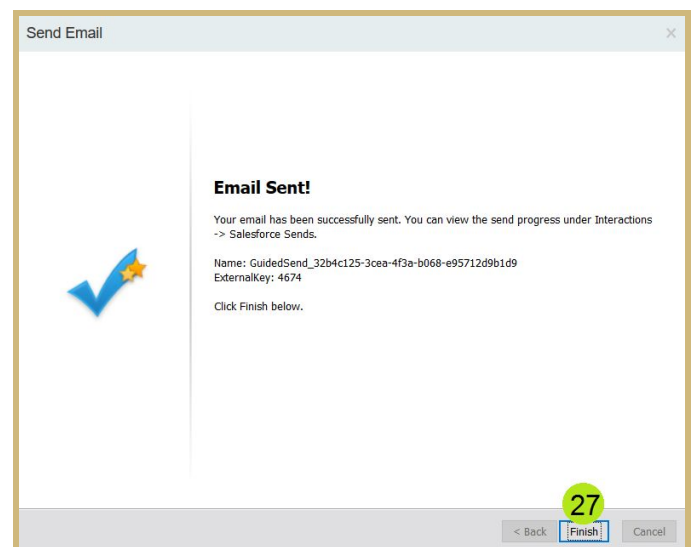 Send Email
×
Email Sent!
Your email has been successfully sent. You can view the send progress under Interactions
-> Salesforce Sends.
Name: GuidedSend_32b4c125-3cea-4f3a-b068-e95712d9b1d9
ExternalKey: 4674
Click Finish below.
27
< Back Finish Cancel